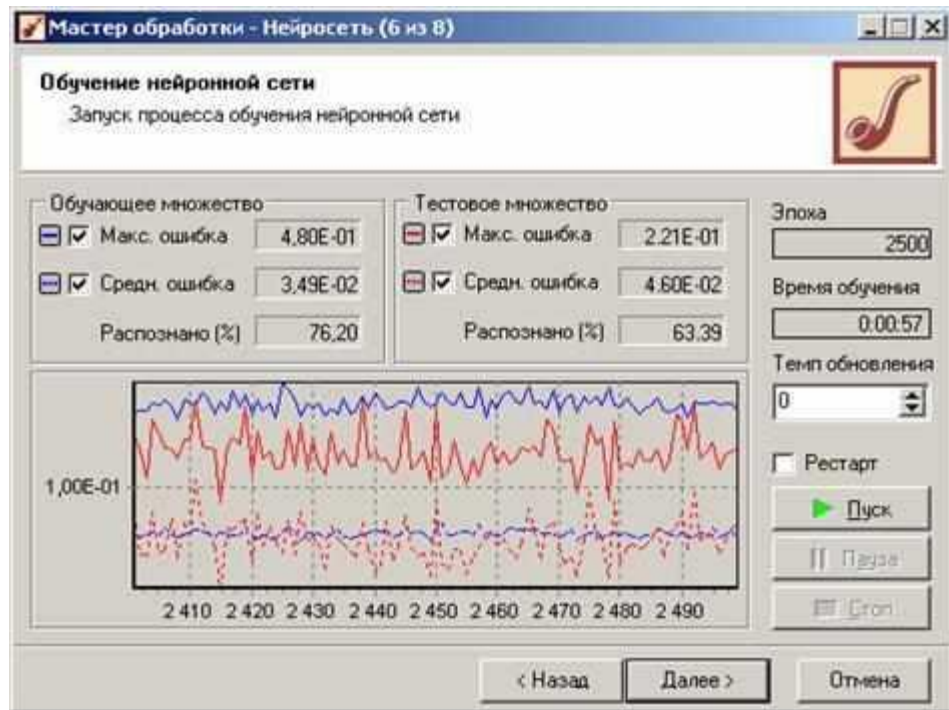 Мастер обработки - Нейросеть (6 из 8)
Обучение нейронной сети
Запуск процесса обучения нейронной сети
Обучающее множество
Макс. ошибка 4,80E-01
Средн. ошибка 3,49E-02
Распознано (%) 76,20
Тестовое множество
Макс. ошибка 2.21E-01
Средн. ошибка 4.60E-02
Распознано (%) 63.39
Эпоха
2500
Время обучения
0:00:57
Темп обновления
0
Рестарт
Пуск
Пауза
Стоп
1,00E-01
2 410 2 420 2 430 2 440 2 450 2 460 2 470 2 480 2 490
< Назад
Далее >
Отмена